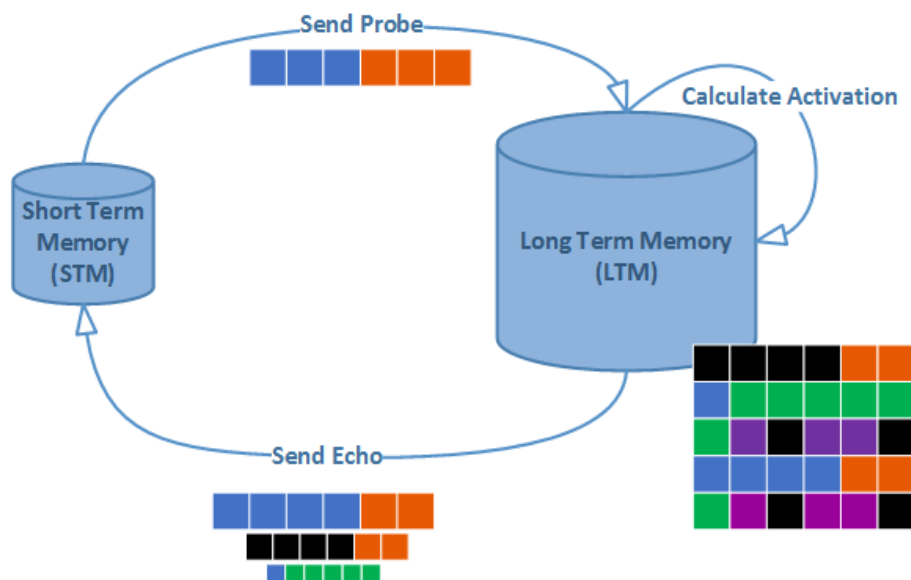 Send Probe
Calculate Activation
Short Term
Memory
(STM)
Long Term Memory
(LTM)
Send Echo